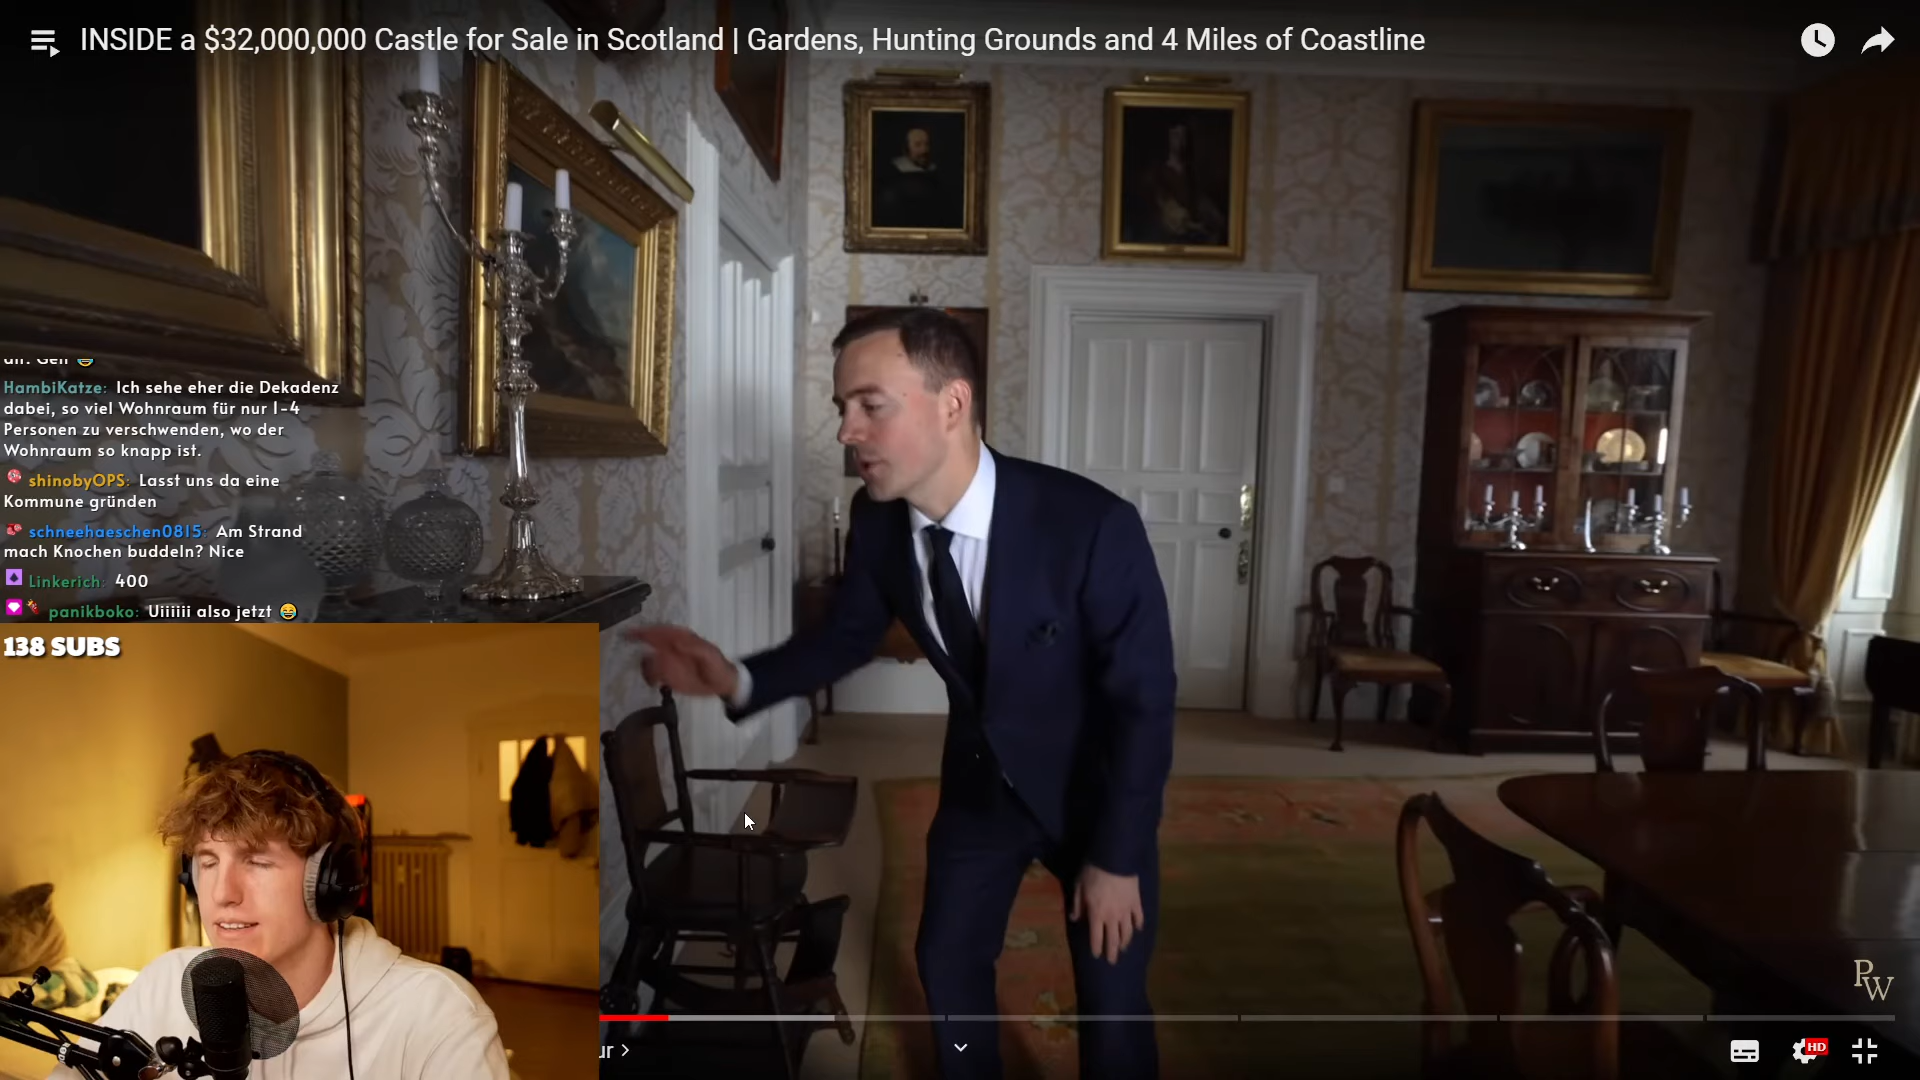 INSIDE a $32,000,000 Castle for Sale in Scotland | Gardens, Hunting Grounds and 4 Miles of Coastline
HambiKatze: Ich sehe eher die Dekadenz
dabei, so viel Wohnraum für nur 1-4
Personen zu verschwenden, wo der
Wohnraum so knapp ist.
shinobyOPS: Lasst uns da eine
Kommune gründen
schneehaeschen0815: Am Strand
mach Knochen buddeln? Nice
Linkerich: 400
panikboko: Uiiiiii also jetzt 😂
138 SUBS
PW
ur
HD